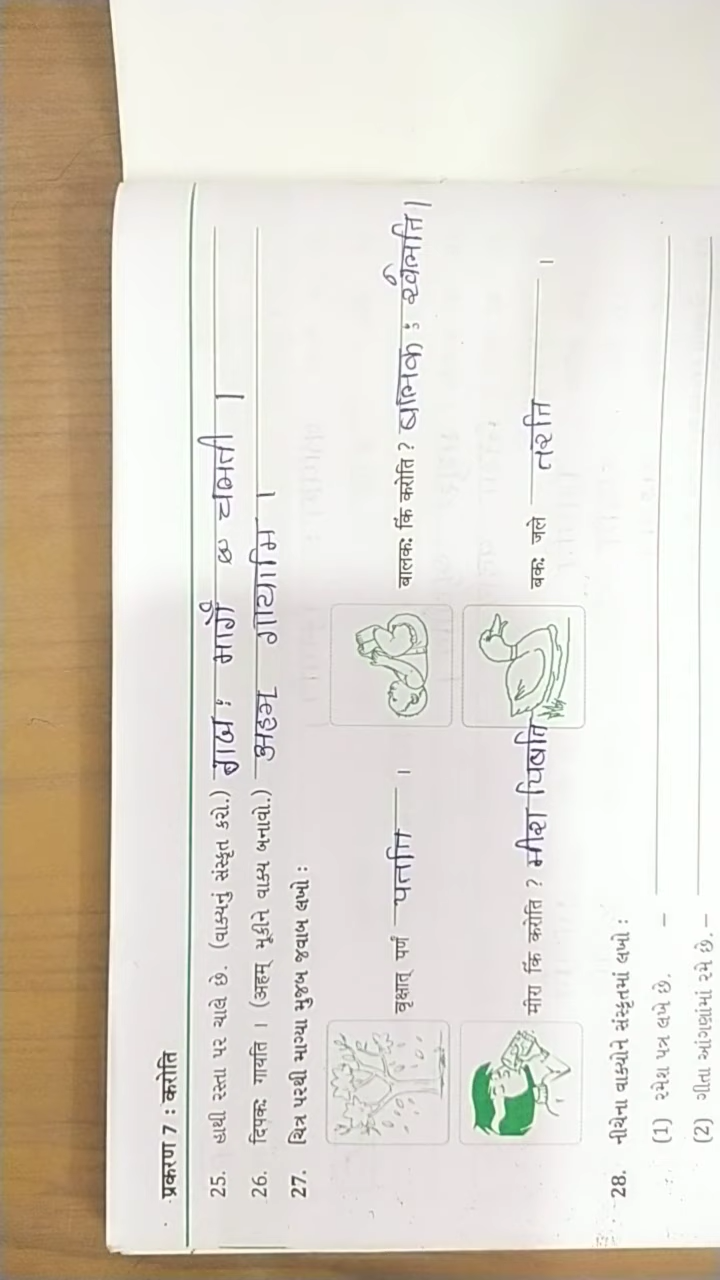 प्रकरण 7 : करोति
25. હાથી રસ્તા પર ચાલે છે. (વાક્યનું સંસ્કૃત કરો.) गजः मार्गे चलती ।
26. दिपकः गायति । (अहम् મૂકીને વાક્ય બનાવો.) अहम् गायामि ।
27. ચિત્ર પરથી માગ્યા મુજબ જવાબ લખો :
वृक्षात् पर्णं पतति । बालकः किं करोति ?
मीरा किं करोति ? मीरा पिबति बकः जले तरति ।
28. નીચેના વાક્યોને સંસ્કૃતમાં લખો :
(1) રમેશ પત્ર લખે છે. –
(2) ગીતા આંગણાંમાં રમે છે. –